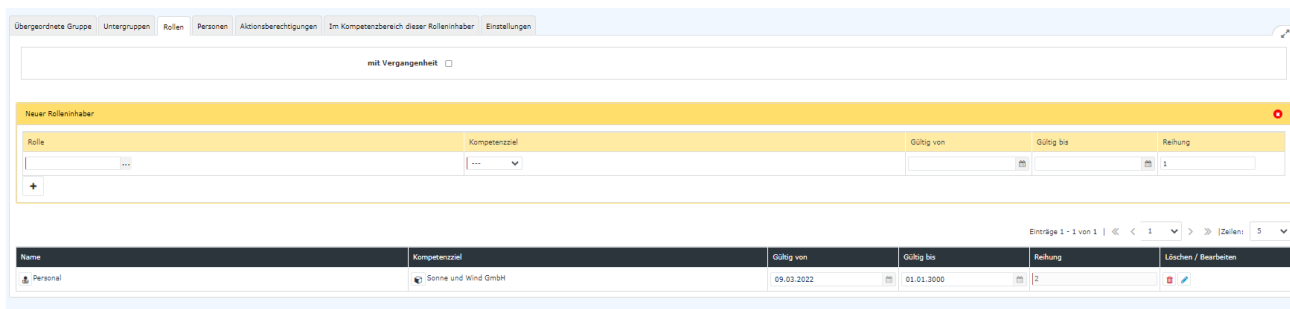 Übergeordnete Gruppe Untergruppen Rollen Personen Aktionsberechtigungen Im Kompetenzbereich dieser Rolleninhaber Einstellungen
mit Vergangenheit
Neuer Rolleninhaber
Rolle Kompetenzziel Gültig von Gültig bis Reihung
... --- 1
+
Einträge 1 - 1 von 1 | « < 1 > » |Zeilen: 5
Name Kompetenzziel Gültig von Gültig bis Reihung Löschen / Bearbeiten
Personal Sonne und Wind GmbH 09.03.2022 01.01.3000 2